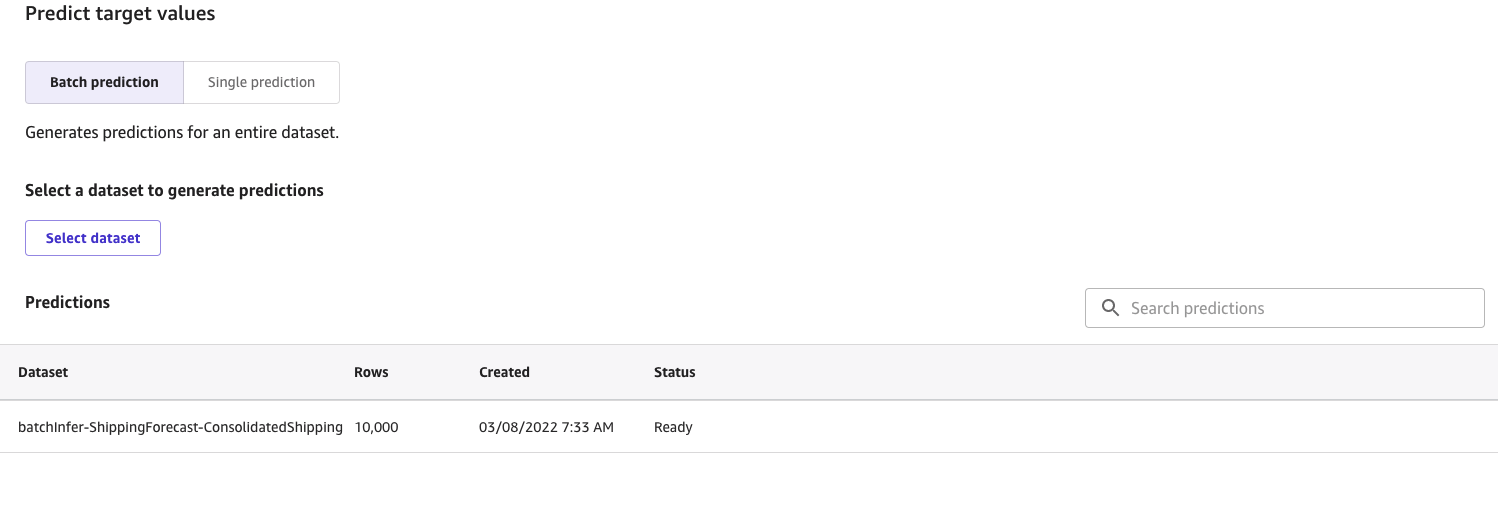 Predict target values
Batch prediction Single prediction
Generates predictions for an entire dataset.
Select a dataset to generate predictions
Select dataset
Predictions
Search predictions
Dataset Rows Created Status
batchInfer-ShippingForecast-ConsolidatedShipping 10,000 03/08/2022 7:33 AM Ready